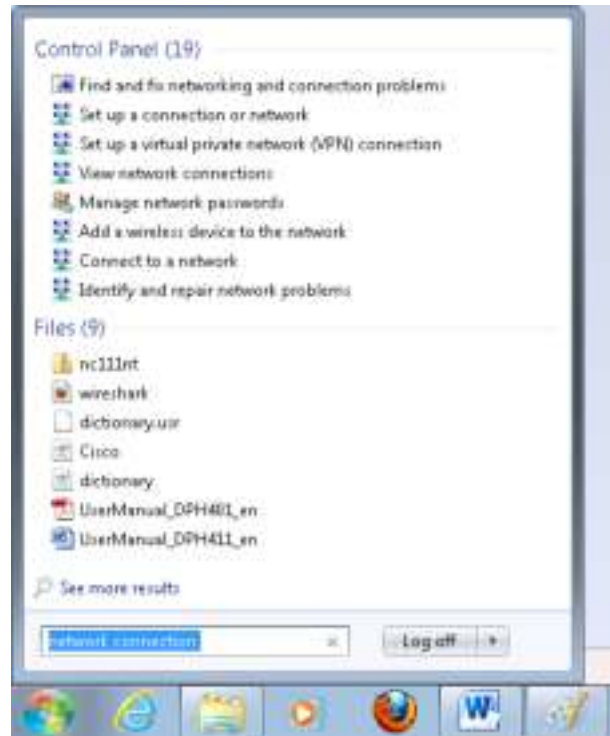 Control Panel (19)
Find and fix networking and connection problems
Set up a connection or network
Set up a virtual private network (VPN) connection
View network connections
Manage network passwords
Add a wireless device to the network
Connect to a network
Identify and repair network problems
Files (9)
nc111nt
wireshark
dictionary.usr
Cisco
dictionary
UserManual_DPH481_en
UserManual_DPH411_en
See more results
network connection
Log off
W